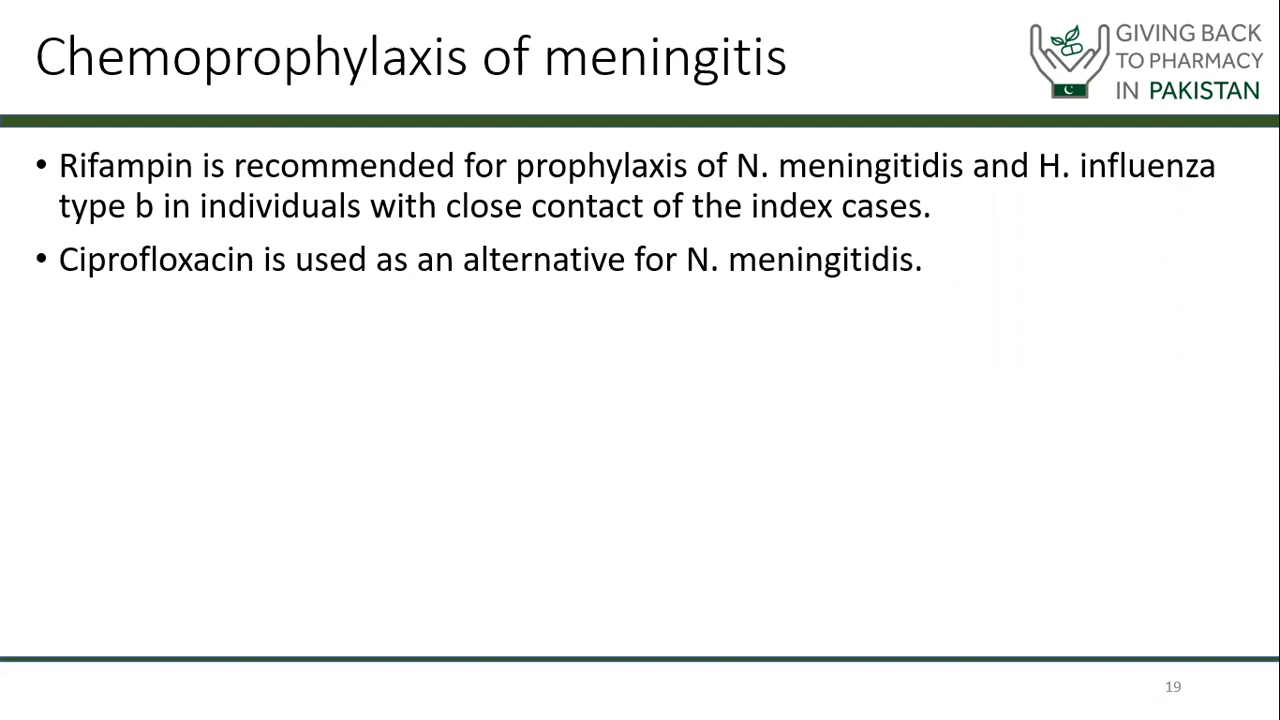 Chemoprophylaxis of meningitis
GIVING BACK
TO PHARMACY
IN PAKISTAN
• Rifampin is recommended for prophylaxis of N. meningitidis and H. influenza
type b in individuals with close contact of the index cases.
• Ciprofloxacin is used as an alternative for N. meningitidis.
19